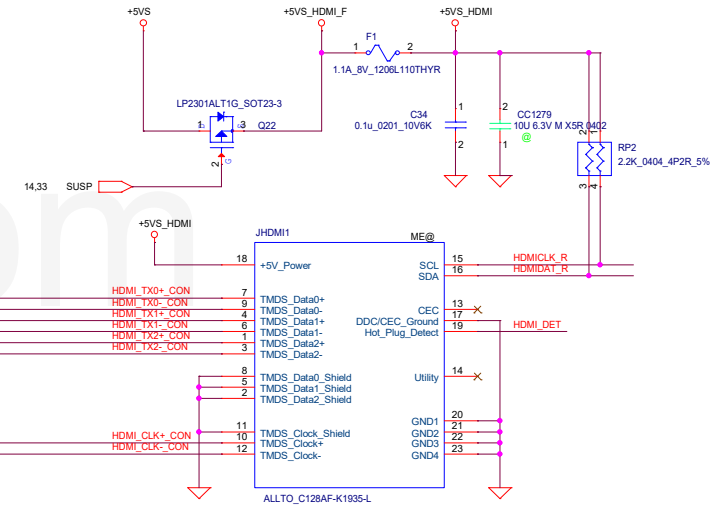 +5VS
+5VS_HDMI_F
+5VS_HDMI
F1
1
2
1.1A_8V_1206L110THYR
LP2301ALT1G_SOT23-3
1
3
Q22
2
G
14,33
SUSP
C34
0.1u_0201_10V6K
1
2
CC1279
10U 6.3V M X5R 0402
@
2
1
2
1
RP2
2.2K_0404_4P2R_5%
3
4
+5VS_HDMI
JHDMI1
ME@
18 +5V_Power
SCL 15 HDMICLK_R
SDA 16 HDMIDAT_R
HDMI_TX0+_CON 7 TMDS_Data0+
HDMI_TX0-_CON 9 TMDS_Data0-
HDMI_TX1+_CON 4 TMDS_Data1+
HDMI_TX1-_CON 6 TMDS_Data1-
HDMI_TX2+_CON 1 TMDS_Data2+
HDMI_TX2-_CON 3 TMDS_Data2-
CEC 13
DDC/CEC_Ground 17
Hot_Plug_Detect 19 HDMI_DET
8 TMDS_Data0_Shield
5 TMDS_Data1_Shield
2 TMDS_Data2_Shield
Utility 14
11 TMDS_Clock_Shield
HDMI_CLK+_CON 10 TMDS_Clock+
HDMI_CLK-_CON 12 TMDS_Clock-
GND1 20
GND2 21
GND3 22
GND4 23
ALLTO_C128AF-K1935-L
om